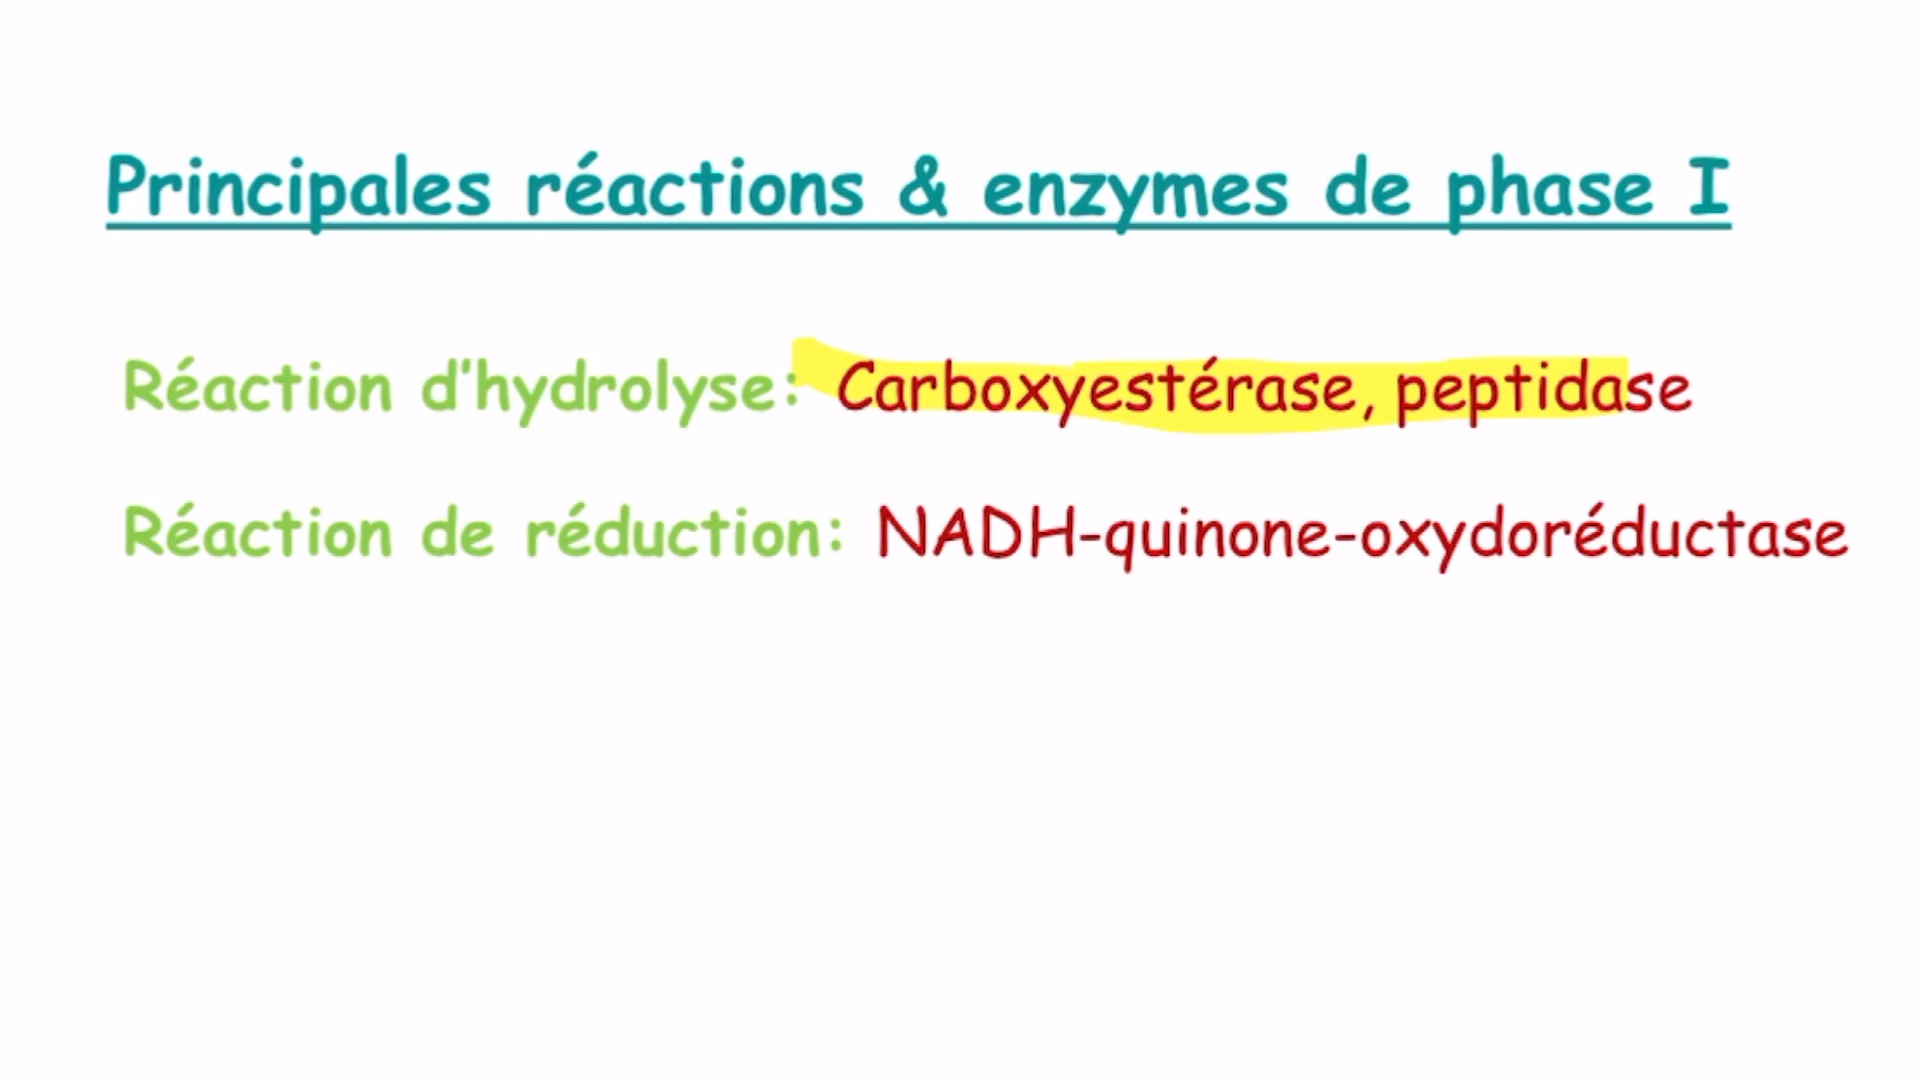 Principales réactions & enzymes de phase I
Réaction d'hydrolyse: Carboxyestérase, peptidase
Réaction de réduction: NADH-quinone-oxydoréductase